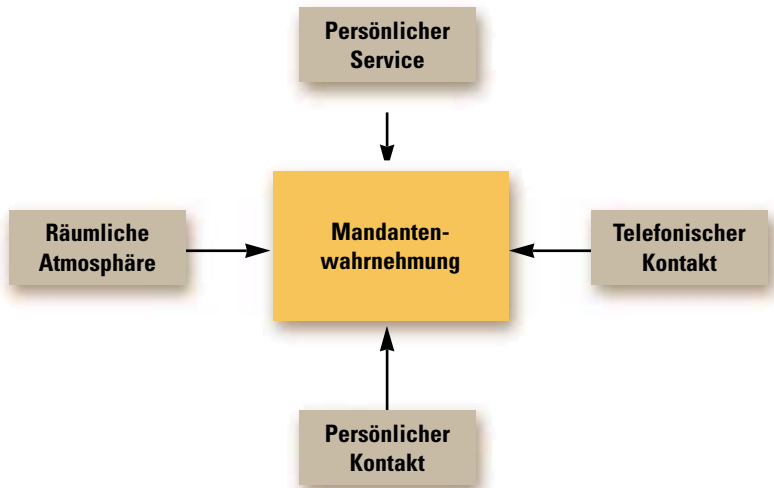 Persönlicher
Service
Räumliche
Atmosphäre
Mandanten-
wahrnehmung
Telefonischer
Kontakt
Persönlicher
Kontakt